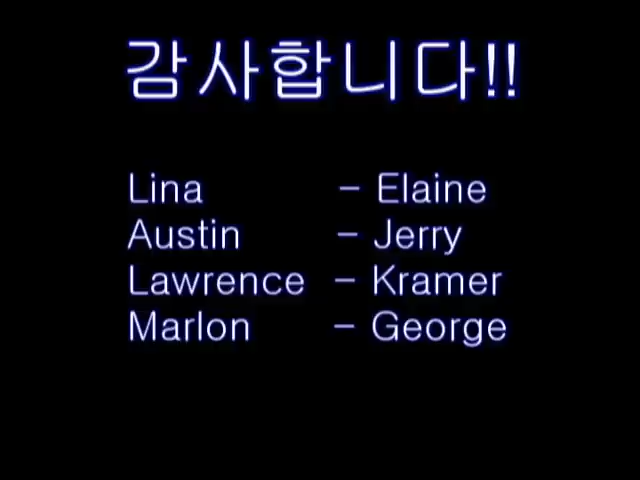 감사합니다!!
Lina - Elaine
Austin - Jerry
Lawrence - Kramer
Marlon - George